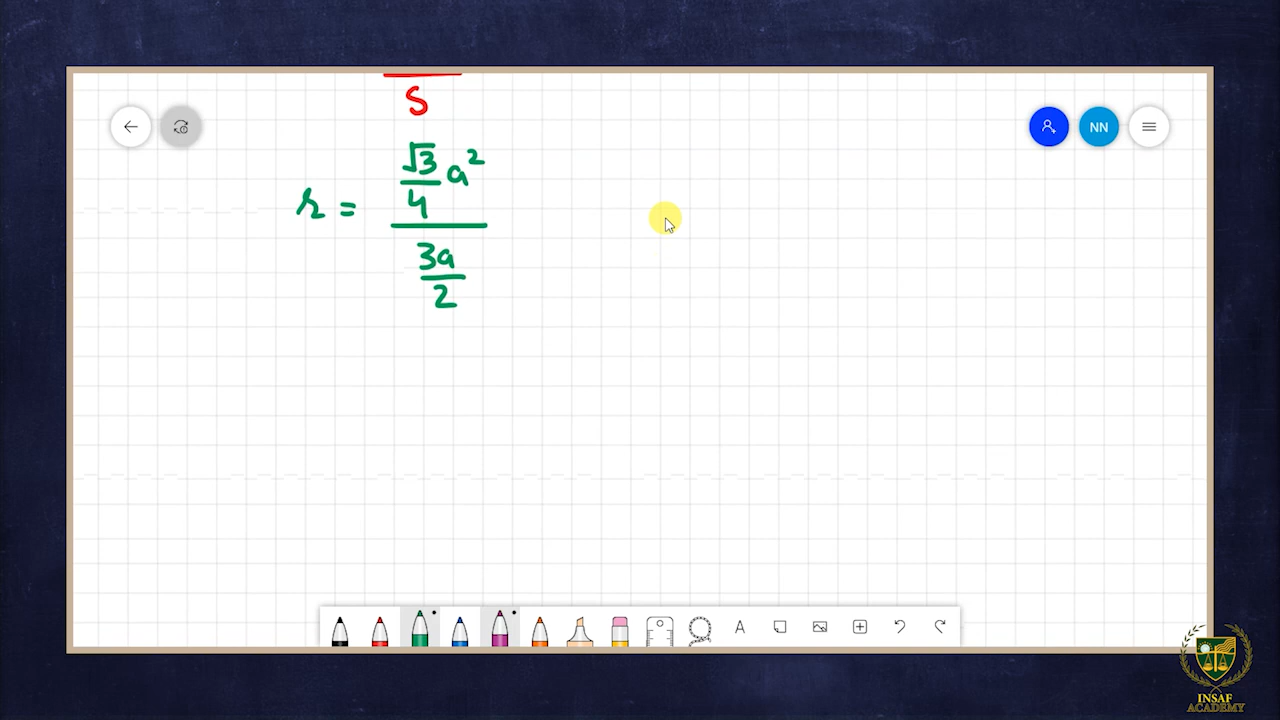 S
NN
r = (√3/4 a²) / (3a/2)
A
INSAF
ACADEMY